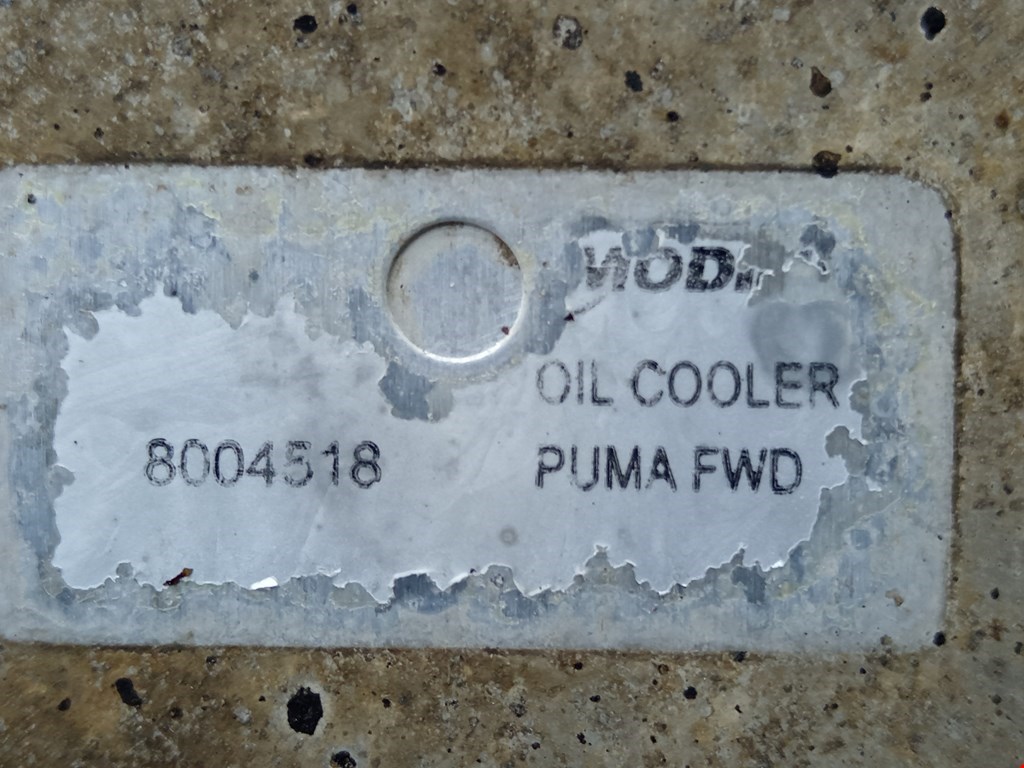 OIL COOLER
8004518
PUMA FWD